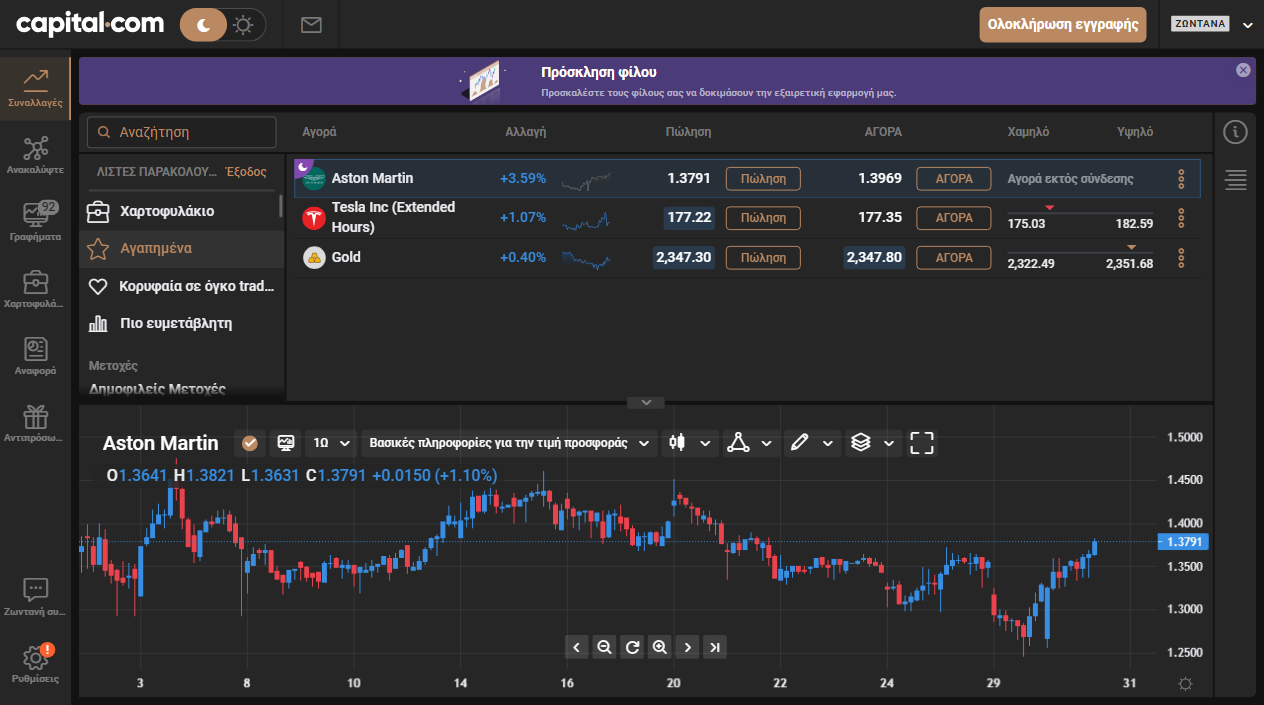 capital.com
Ολοκλήρωση εγγραφής
ΖΩΝΤΑΝΑ
Πρόσκληση φίλου
Προσκαλέστε τους φίλους σας να δοκιμάσουν την εξαιρετική εφαρμογή μας.
Συναλλαγές
Ανακαλύψτε
92
Γραφήματα
Χαρτοφυλά...
Αναφορά
Αντιπρόσω...
Ζωντανή συ...
!
Ρυθμίσεις
Αναζήτηση
ΛΙΣΤΕΣ ΠΑΡΑΚΟΛΟΥ... Έξοδος
Χαρτοφυλάκιο
Αγαπημένα
Κορυφαία σε όγκο trad...
Πιο ευμετάβλητη
Μετοχές
Δημοφιλείς Μετοχές
Αγορά Αλλαγή Πώληση ΑΓΟΡΑ Χαμηλό Υψηλό
Aston Martin +3.59% 1.3791 Πώληση 1.3969 ΑΓΟΡΑ Αγορά εκτός σύνδεσης
Tesla Inc (Extended
Hours) +1.07% 177.22 Πώληση 177.35 ΑΓΟΡΑ 175.03 182.59
Gold +0.40% 2,347.30 Πώληση 2,347.80 ΑΓΟΡΑ 2,322.49 2,351.68
Aston Martin 1Ω Βασικές πληροφορίες για την τιμή προσφοράς
O1.3641 H1.3821 L1.3631 C1.3791 +0.0150 (+1.10%)
1.5000
1.4500
1.4000
1.3791
1.3500
1.3000
1.2500
3 8 10 14 16 20 22 24 29 31